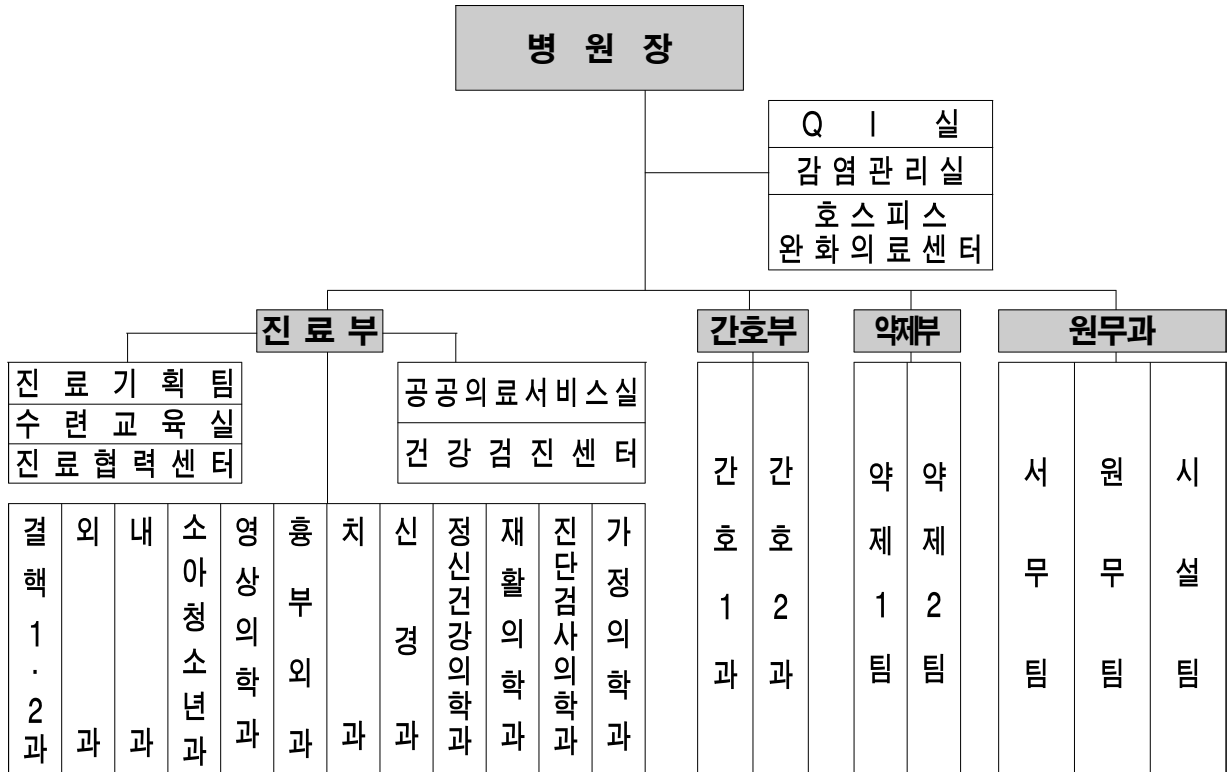 병 원 장
Q I 실
감염관리실
호스피스
완화의료센터
진료부
간호부
약제부
원무과
진료기획팀
수련교육실
진료협력센터
공공의료서비스실
건강검진센터
결핵1·2과
외과
내과
소아청소년과
영상의학과
흉부외과
치과
신경과
정신건강의학과
재활의학과
진단검사의학과
가정의학과
간호1과
간호2과
약제1팀
약제2팀
서무팀
원무팀
시설팀